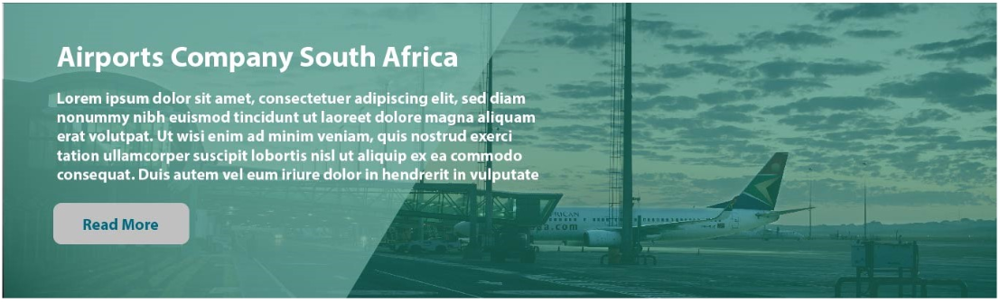 Airports Company South Africa
Lorem ipsum dolor sit amet, consectetuer adipiscing elit, sed diam
nonummy nibh euismod tincidunt ut laoreet dolore magna aliquam
erat volutpat. Ut wisi enim ad minim veniam, quis nostrud exerci
tation ullamcorper suscipit lobortis nisl ut aliquip ex ea commodo
consequat. Duis autem vel eum iriure dolor in hendrerit in vulputate
Read More